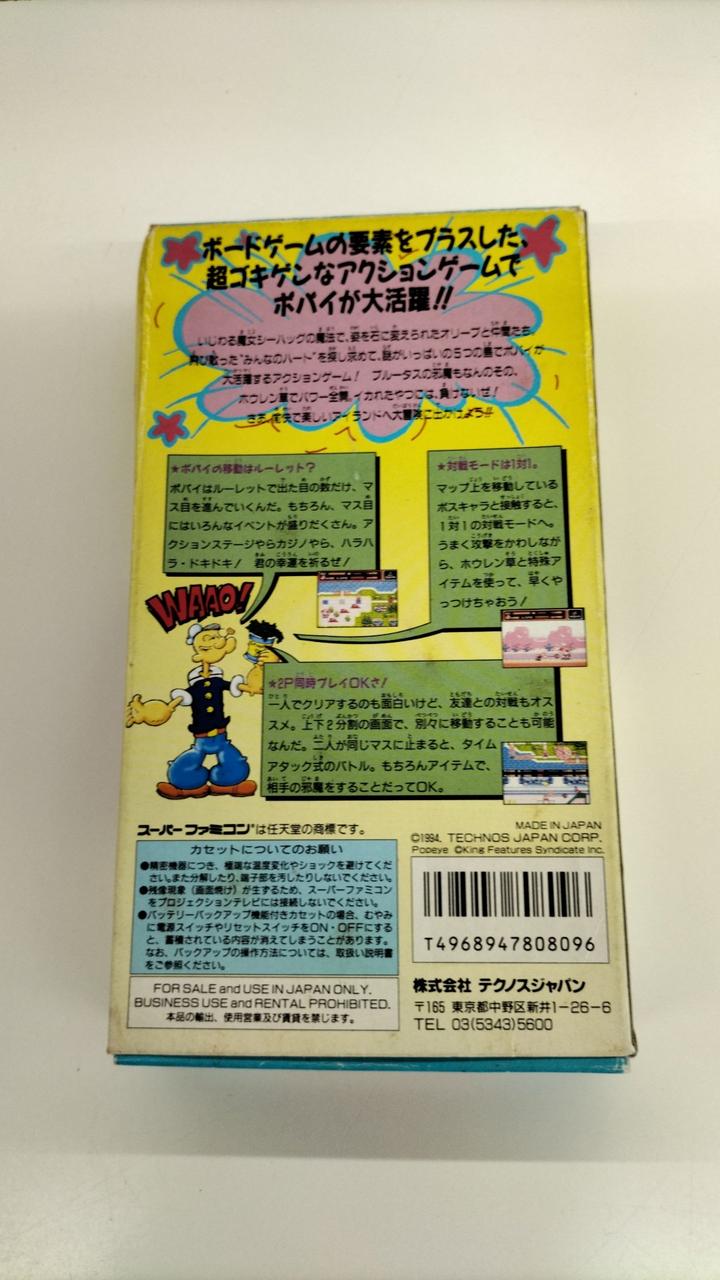 ボードゲームの要素をプラスした、
超ゴキゲンなアクションゲームで
ポパイが大活躍!!
いじわる魔女シーハッグの魔法で、姿を石に変えられたオリーブと仲間たち。
飛び散った“みんなのハート”を探し求めて、謎がいっぱいの5つの島でポパイが
大活躍するアクションゲーム! ブルータスの邪魔もなんのその、
ホウレン草でパワー全開。イカれたやつには、負けないぜ!
さあ、愉快で楽しいアイランドへ大冒険に出かけよう!!
★ポパイの移動はルーレット?
ポパイはルーレットで出た目の数だけ、マ
ス目を進んでいくんだ。もちろん、マス目
にはいろんなイベントが盛りだくさん。ア
クションステージやらカジノやら、ハラハ
ラ・ドキドキ! 君の幸運を祈るぜ!
★対戦モードは1対1。
マップ上を移動している
ボスキャラと接触すると、
1対1の対戦モードへ。
うまく攻撃をかわしなが
ら、ホウレン草と特殊ア
イテムを使って、早くや
っつけちゃおう!
WAAO!
★2P同時プレイOKさ!
一人でクリアするのも面白いけど、友達との対戦もオス
スメ。上下2分割の画面で、別々に移動することも可能
なんだ。二人が同じマスに止まると、タイム
アタック式のバトル。もちろんアイテムで、
相手の邪魔をすることだってOK。
スーパーファミコン®は任天堂の商標です。
カセットについてのお願い
●精密機器につき、極端な温度変化やショックを避けてくだ
さい。また分解したり、端子部を汚したりしないでください。
●残像現象(画面焼け)が生ずるため、スーパーファミコン
をプロジェクションテレビには接続しないでください。
●バッテリーバックアップ機能付きカセットの場合、むやみ
に電源スイッチやリセットスイッチをON・OFFにする
と、蓄積されている内容が消えてしまうことがあります。
なお、バックアップの操作方法については、取扱い説明書
をご参照ください。
FOR SALE and USE IN JAPAN ONLY.
BUSINESS USE and RENTAL PROHIBITED.
本品の輸出、使用営業及び賃貸を禁じます。
MADE IN JAPAN
©1994. TECHNOS JAPAN CORP.
Popeye ©King Features Syndicate Inc.
T4968947808096
株式会社 テクノスジャパン
〒165 東京都中野区新井1-26-6
TEL 03(5343)5600